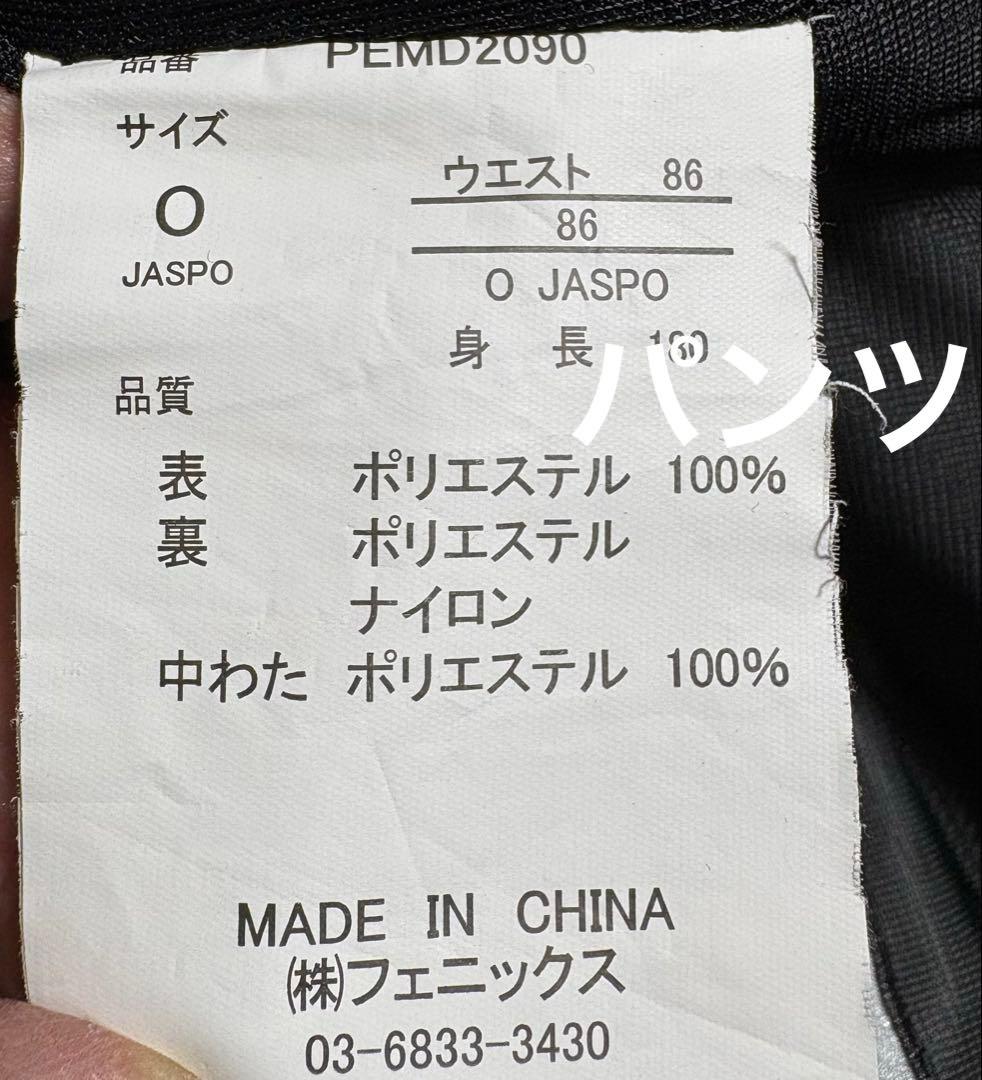 品番 PEMD2090
サイズ
O
JASPO
ウエスト 86
86
O JASPO
身 長
パンツ
品質
表 ポリエステル 100%
裏 ポリエステル
ナイロン
中わた ポリエステル 100%
MADE IN CHINA
(株)フェニックス
03-6833-3430